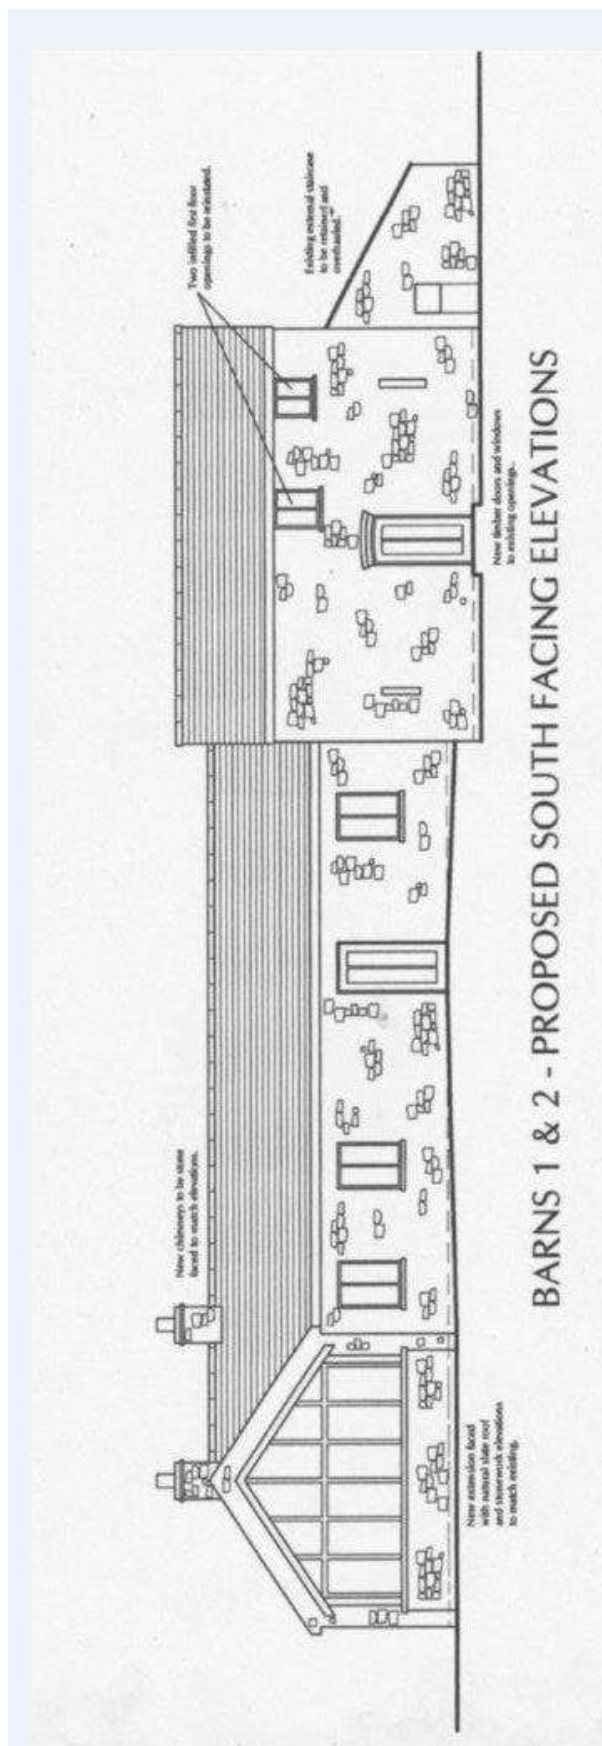 New extension faced
with natural slate roof
and stonework elevations
to match existing.
New chimneys to be stone
faced to match elevations.
New timber doors and windows
to existing openings.
Two infilled first floor
openings to be reinstated.
Existing external staircase
to be retained and
overhauled.
BARNS 1 & 2 - PROPOSED SOUTH FACING ELEVATIONS